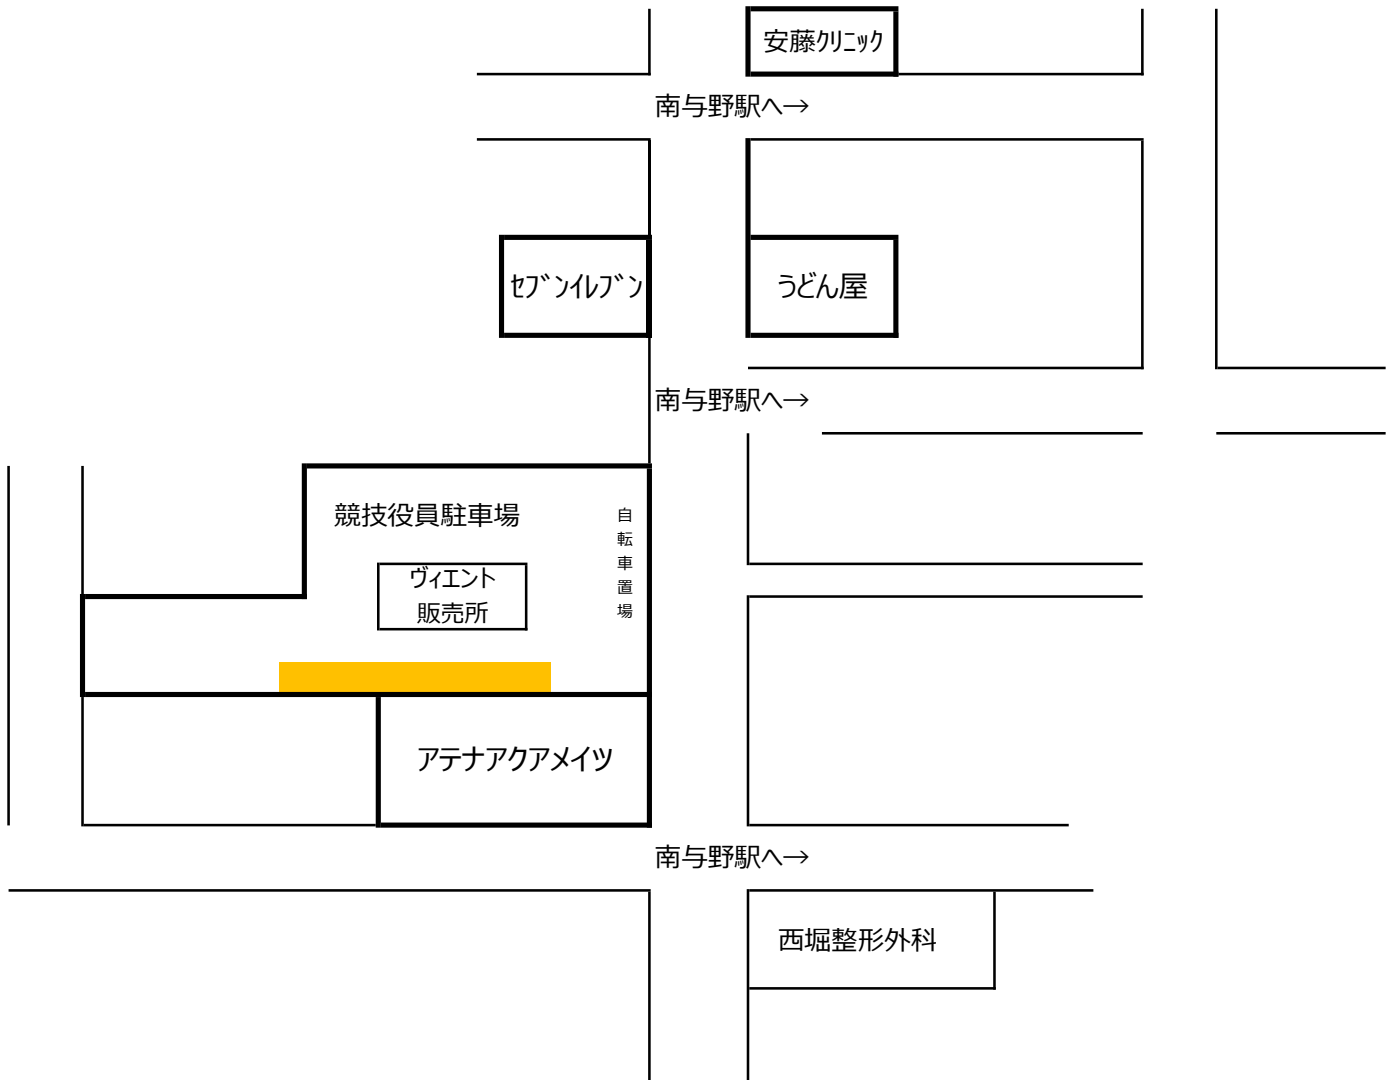 安藤ｸﾘﾆｯｸ
南与野駅へ→
ｾﾌﾞﾝｲﾚﾌﾞﾝ
うどん屋
南与野駅へ→
競技役員駐車場
自転車置場
ヴィエント
販売所
アテナアクアメイツ
南与野駅へ→
西堀整形外科